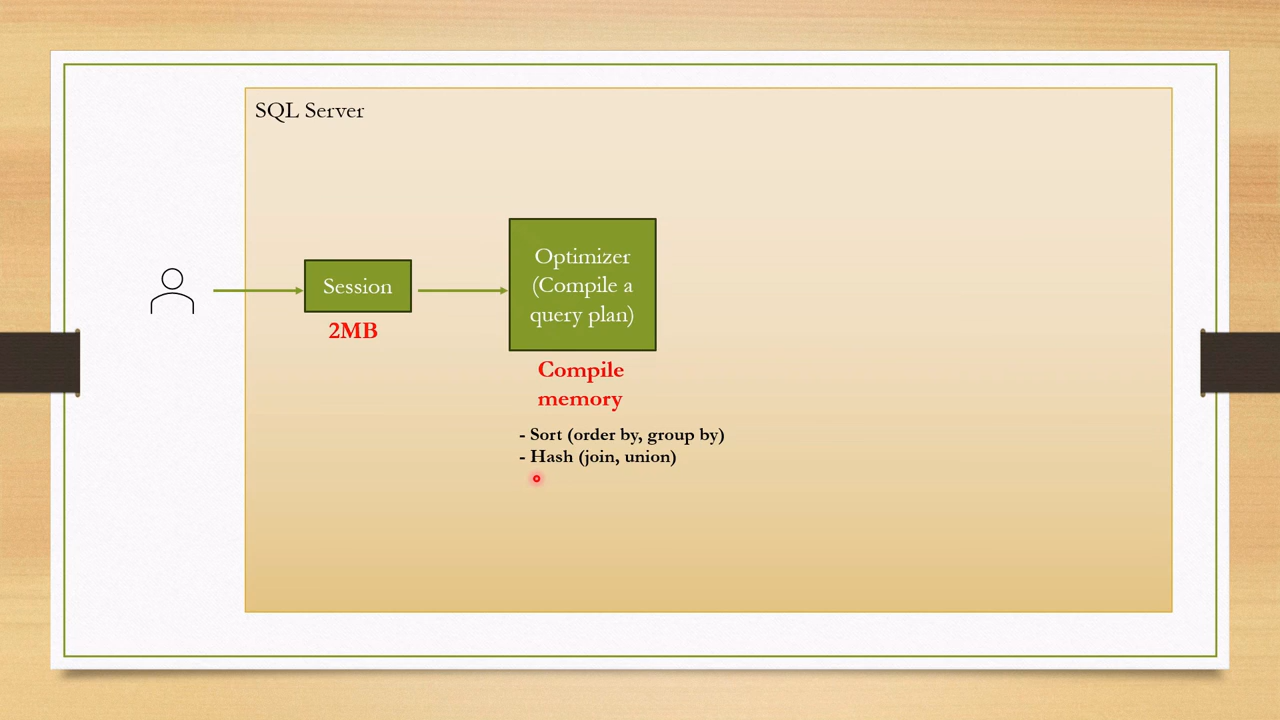 SQL Server
Session
2MB
Optimizer
(Compile a
query plan)
Compile
memory
- Sort (order by, group by)
- Hash (join, union)